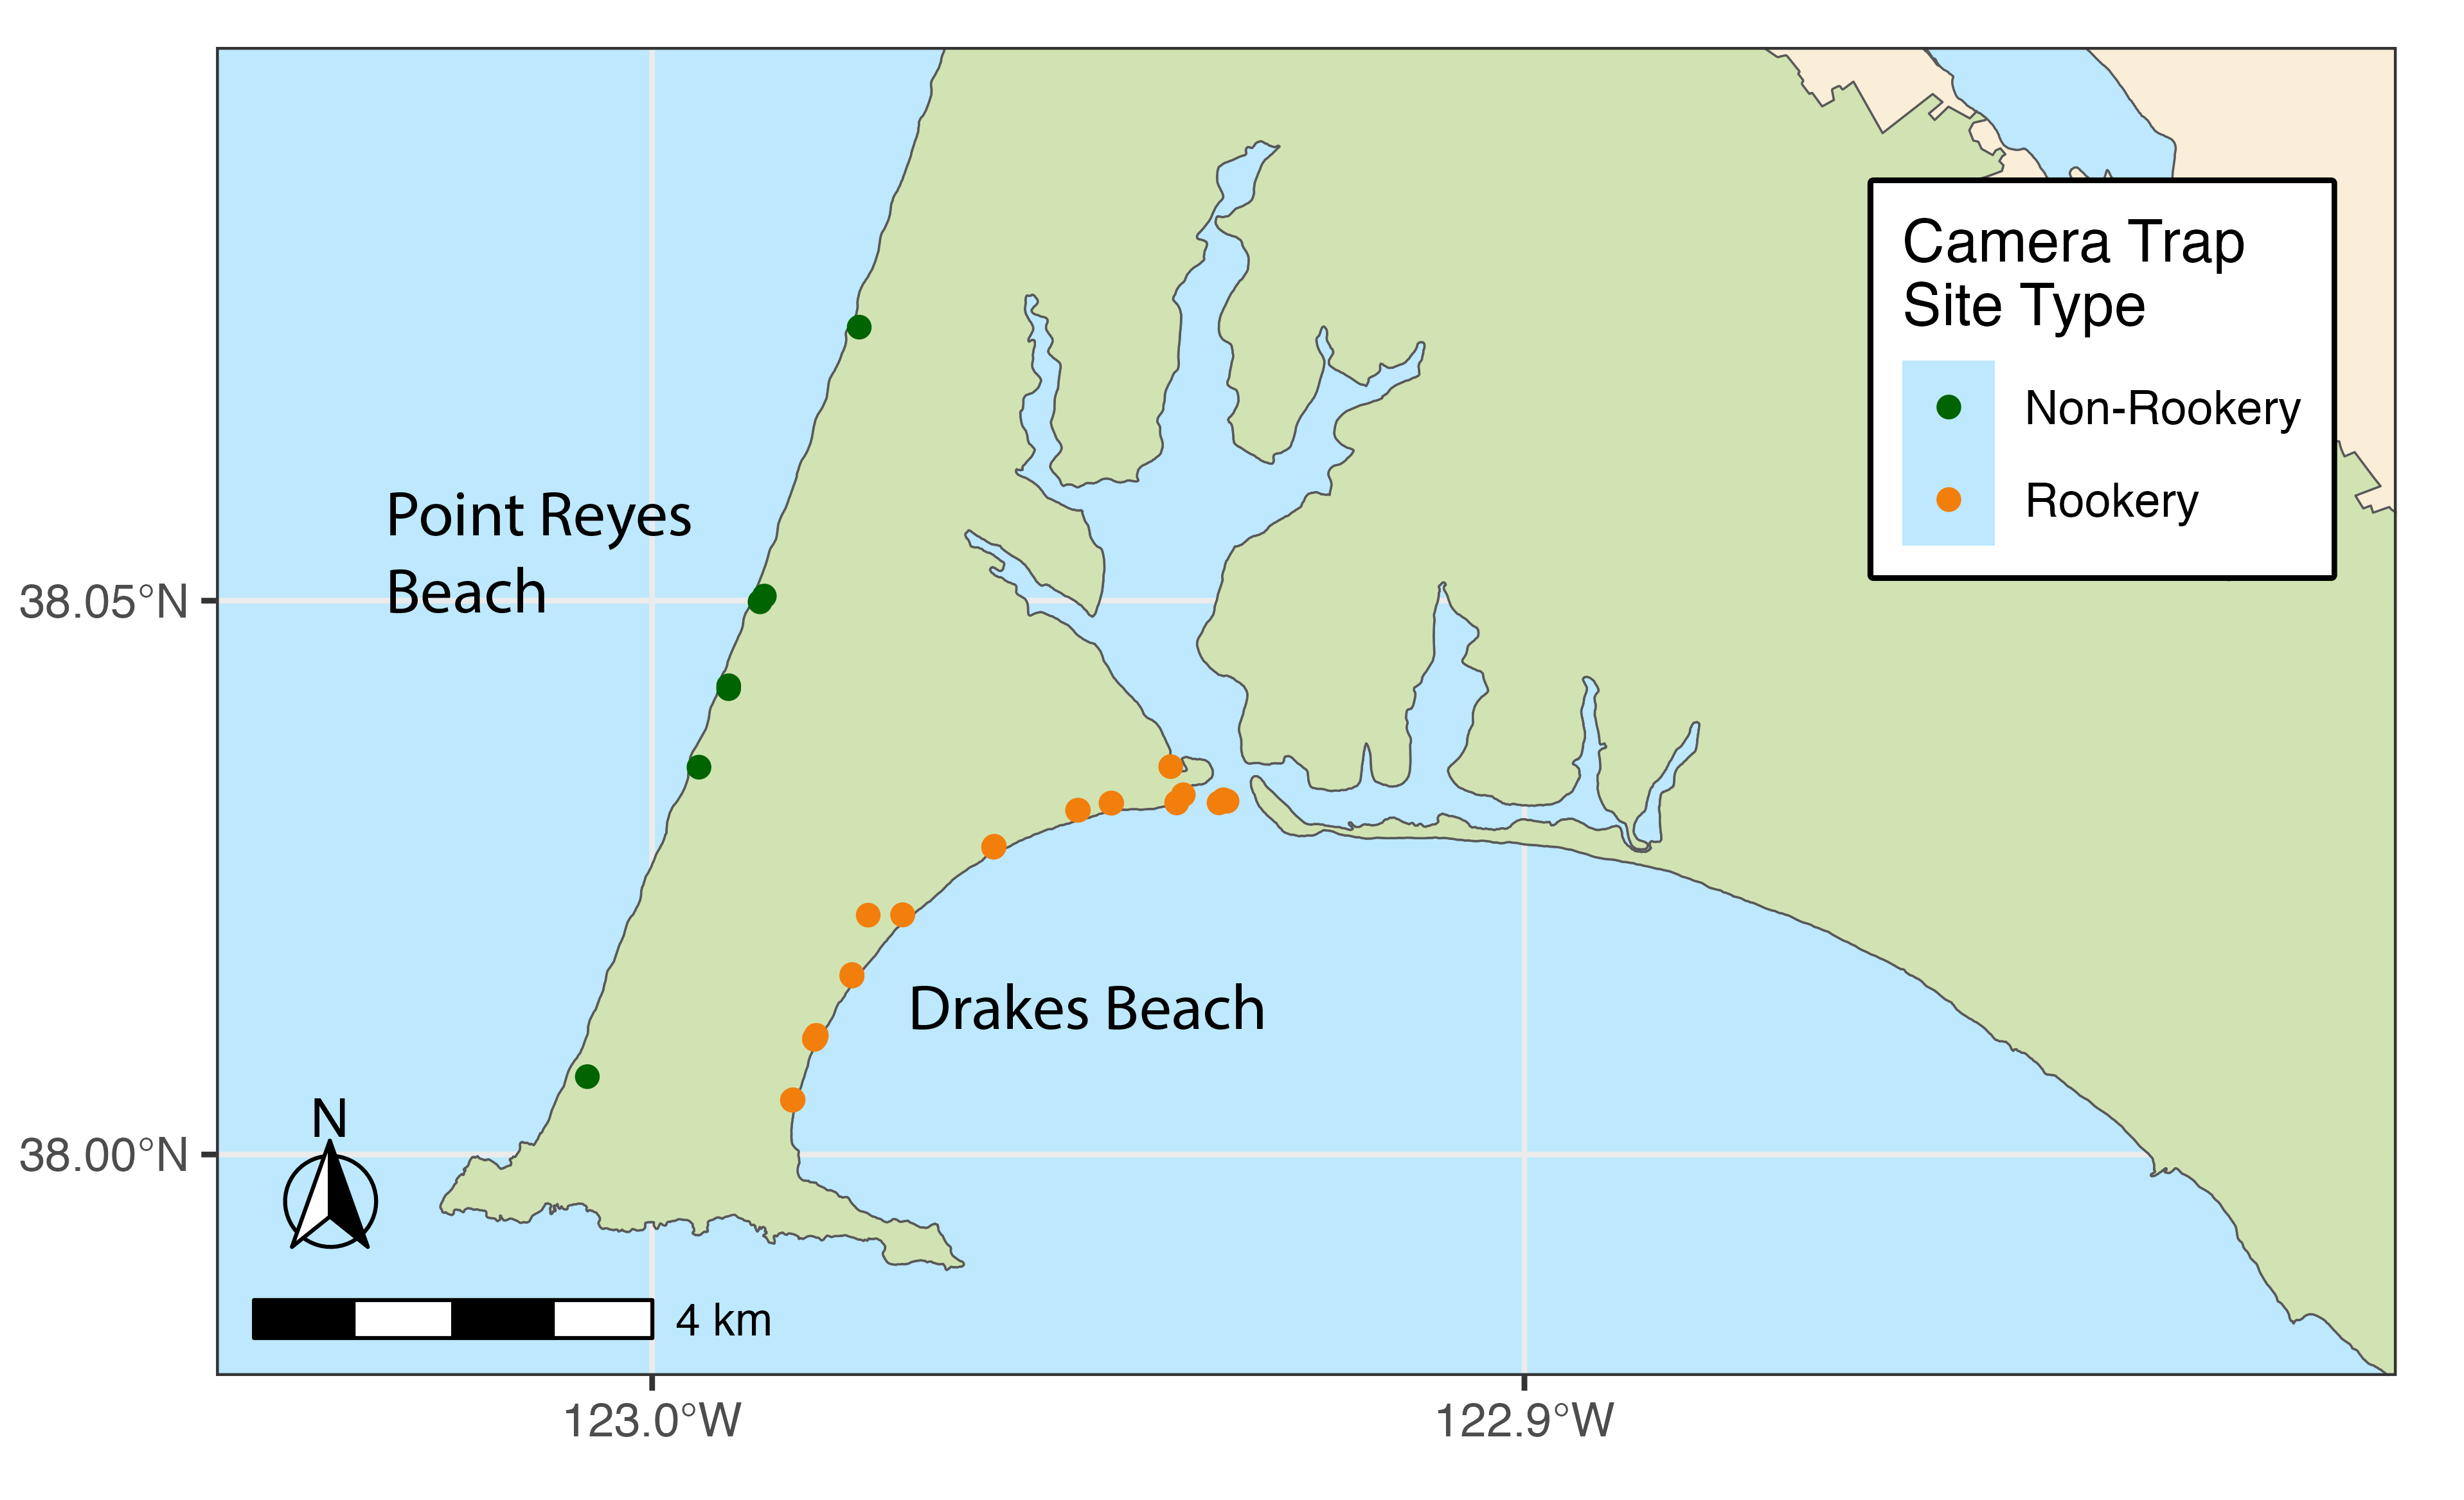 Camera Trap
Site Type
Non-Rookery
Rookery
Point Reyes
Beach
38.05°N
Drakes Beach
N
38.00°N
4 km
123.0°W
122.9°W